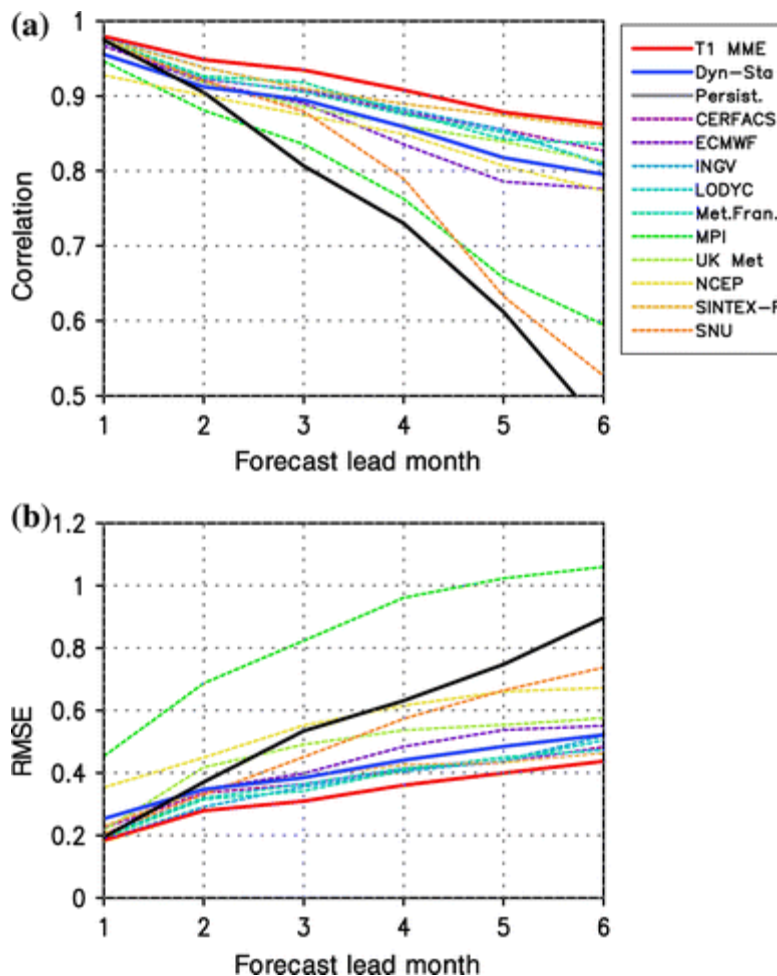 (a)
1
0.9
0.8
0.7
0.6
0.5
Correlation
1 2 3 4 5 6
Forecast lead month
T1 MME
Dyn-Sta
Persist.
CERFACS
ECMWF
INGV
LODYC
Met.Fran.
MPI
UK Met
NCEP
SINTEX-F
SNU
(b)
1.2
1
0.8
0.6
0.4
0.2
0
RMSE
1 2 3 4 5 6
Forecast lead month